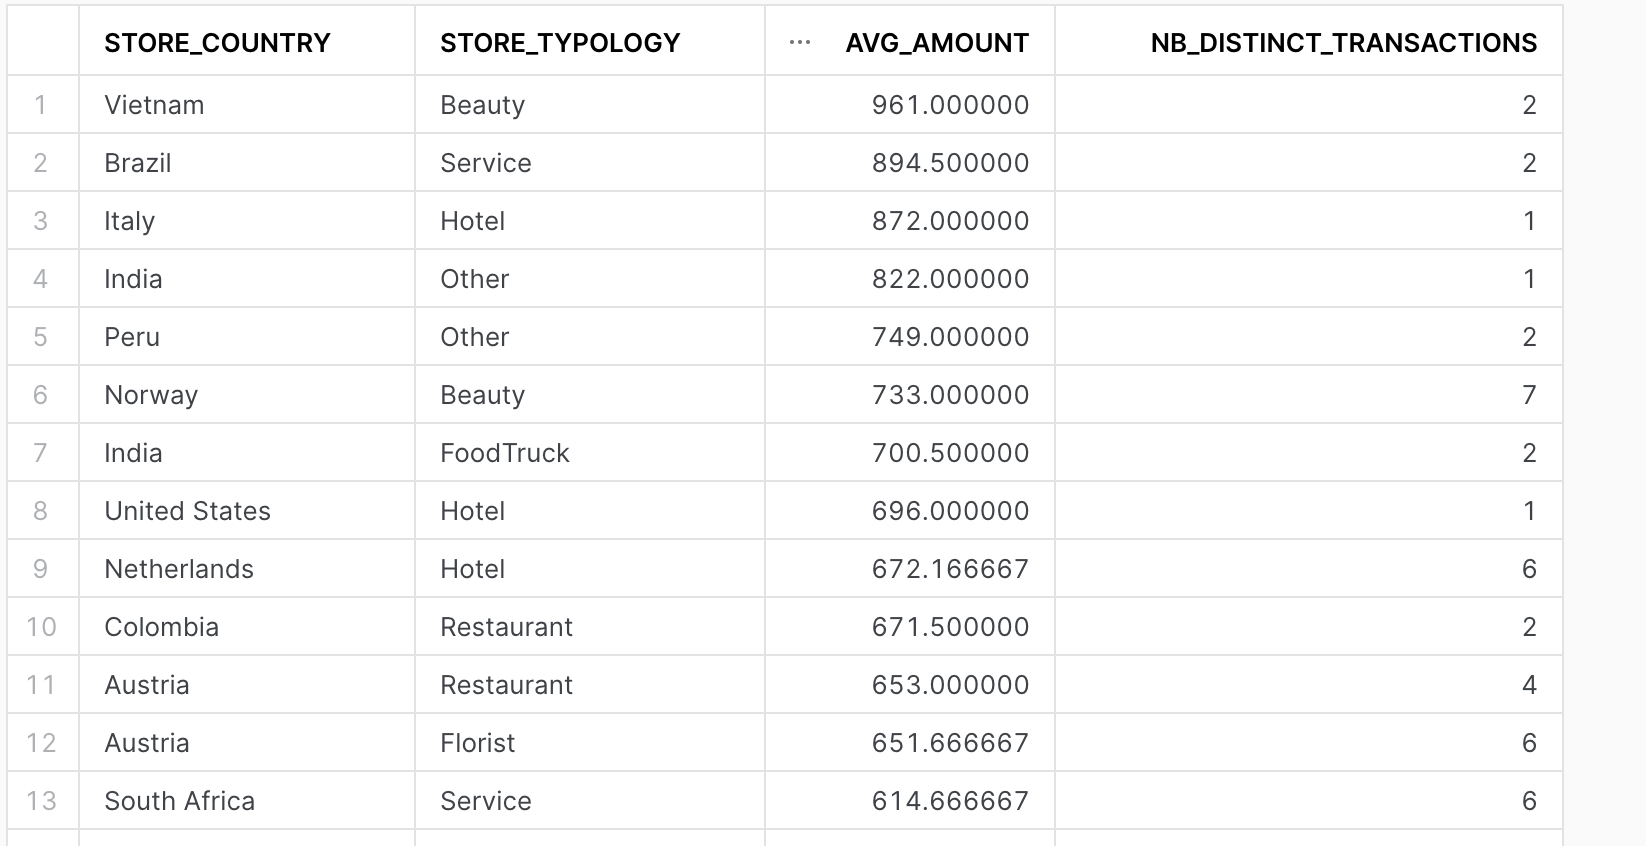 STORE_COUNTRY STORE_TYPOLOGY ... AVG_AMOUNT NB_DISTINCT_TRANSACTIONS
1 Vietnam Beauty 961.000000 2
2 Brazil Service 894.500000 2
3 Italy Hotel 872.000000 1
4 India Other 822.000000 1
5 Peru Other 749.000000 2
6 Norway Beauty 733.000000 7
7 India FoodTruck 700.500000 2
8 United States Hotel 696.000000 1
9 Netherlands Hotel 672.166667 6
10 Colombia Restaurant 671.500000 2
11 Austria Restaurant 653.000000 4
12 Austria Florist 651.666667 6
13 South Africa Service 614.666667 6